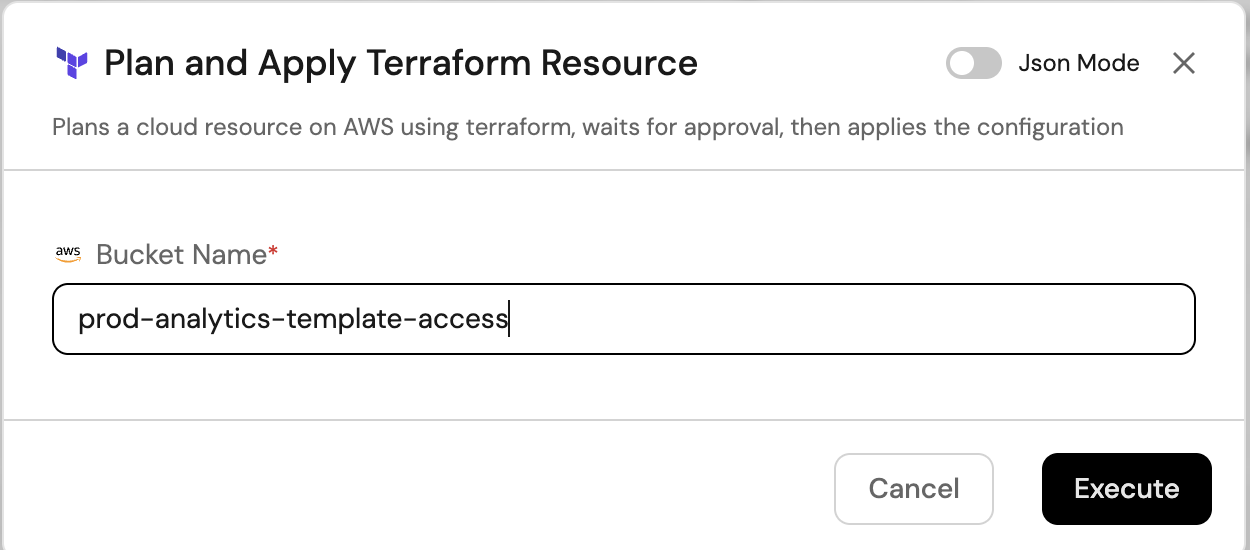 Plan and Apply Terraform Resource
Json Mode
Plans a cloud resource on AWS using terraform, waits for approval, then applies the configuration
aws Bucket Name*
prod-analytics-template-access
Cancel
Execute